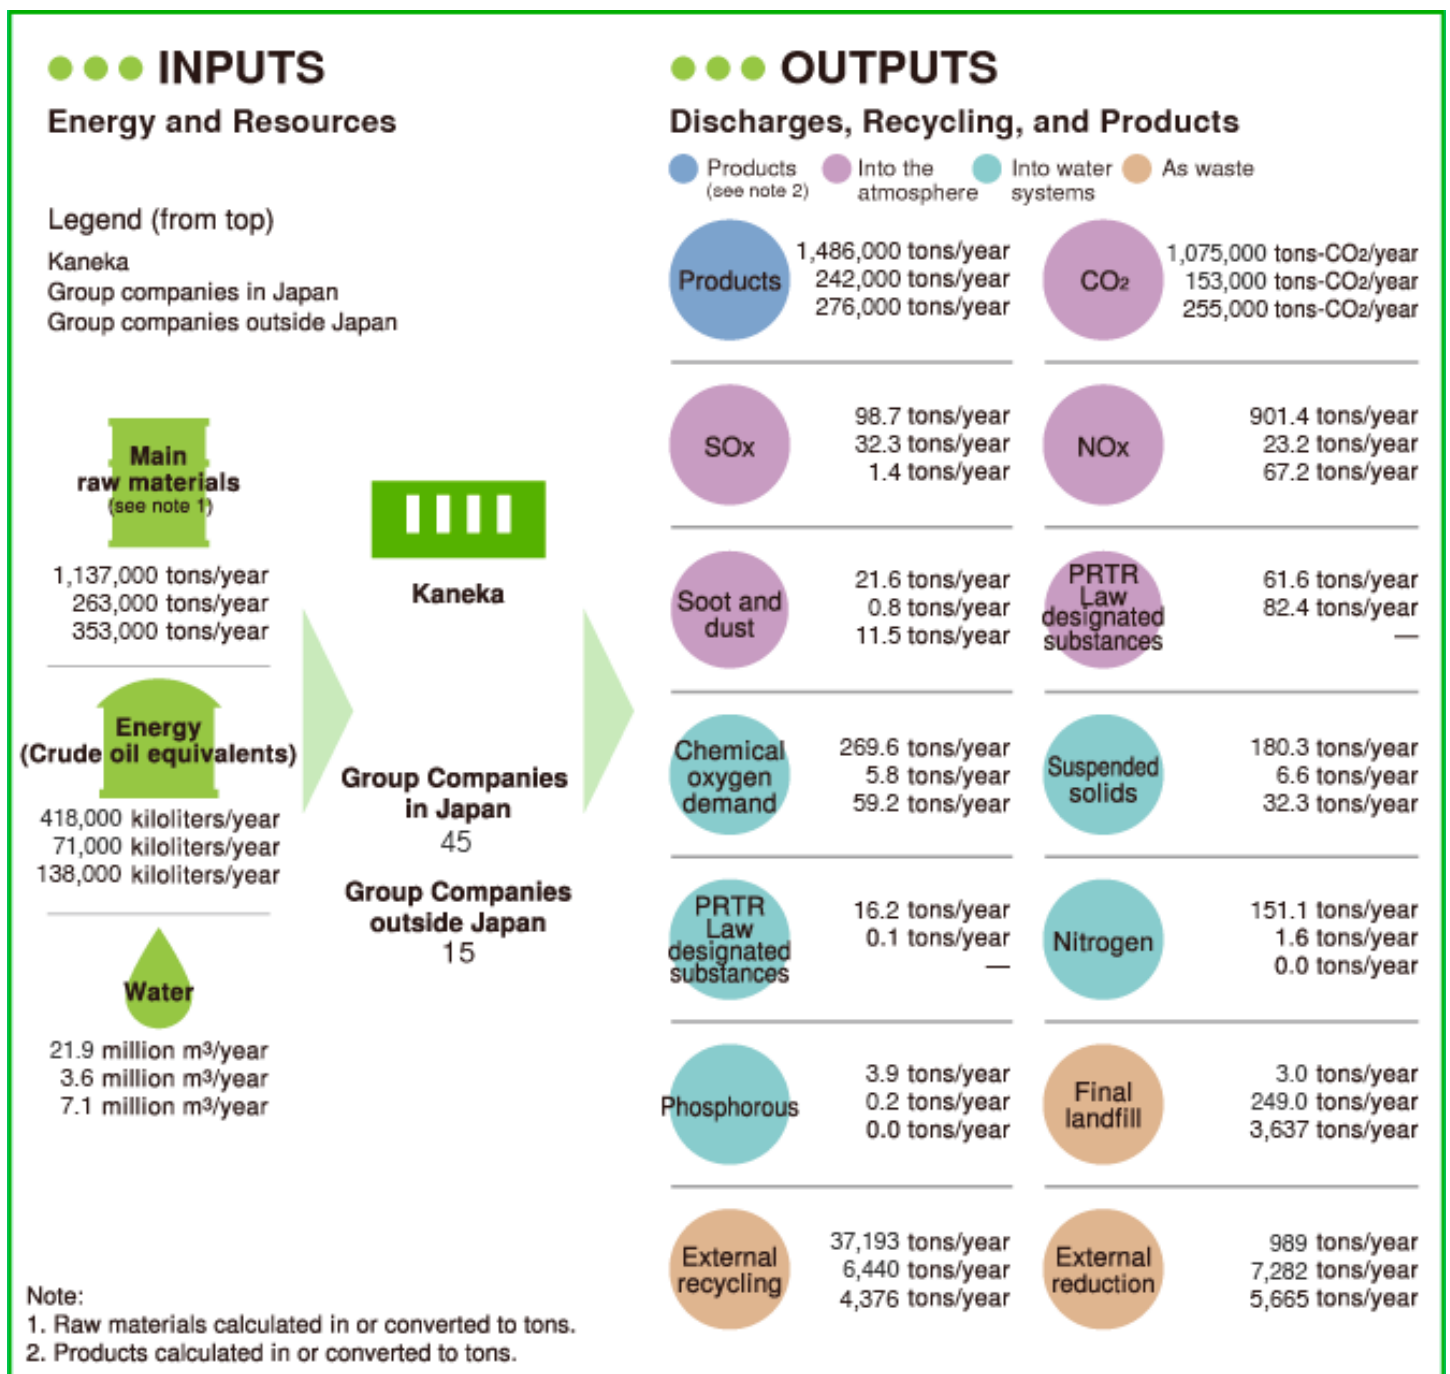 INPUTS
Energy and Resources
Legend (from top)
Kaneka
Group companies in Japan
Group companies outside Japan
Main
raw materials
(see note 1)
1,137,000 tons/year
263,000 tons/year
353,000 tons/year
Energy
(Crude oil equivalents)
418,000 kiloliters/year
71,000 kiloliters/year
138,000 kiloliters/year
Water
21.9 million m³/year
3.6 million m³/year
7.1 million m³/year
Kaneka
Group Companies
in Japan
45
Group Companies
outside Japan
15
OUTPUTS
Discharges, Recycling, and Products
Products
(see note 2)
Into the
atmosphere
Into water
systems
As waste
Products
1,486,000 tons/year
242,000 tons/year
276,000 tons/year
CO₂
1,075,000 tons-CO₂/year
153,000 tons-CO₂/year
255,000 tons-CO₂/year
SOx
98.7 tons/year
32.3 tons/year
1.4 tons/year
NOx
901.4 tons/year
23.2 tons/year
67.2 tons/year
Soot and
dust
21.6 tons/year
0.8 tons/year
11.5 tons/year
PRTR
Law
designated
substances
61.6 tons/year
82.4 tons/year
—
Chemical
oxygen
demand
269.6 tons/year
5.8 tons/year
59.2 tons/year
Suspended
solids
180.3 tons/year
6.6 tons/year
32.3 tons/year
PRTR
Law
designated
substances
16.2 tons/year
0.1 tons/year
—
Nitrogen
151.1 tons/year
1.6 tons/year
0.0 tons/year
Phosphorous
3.9 tons/year
0.2 tons/year
0.0 tons/year
Final
landfill
3.0 tons/year
249.0 tons/year
3,637 tons/year
External
recycling
37,193 tons/year
6,440 tons/year
4,376 tons/year
External
reduction
989 tons/year
7,282 tons/year
5,665 tons/year
Note:
1. Raw materials calculated in or converted to tons.
2. Products calculated in or converted to tons.